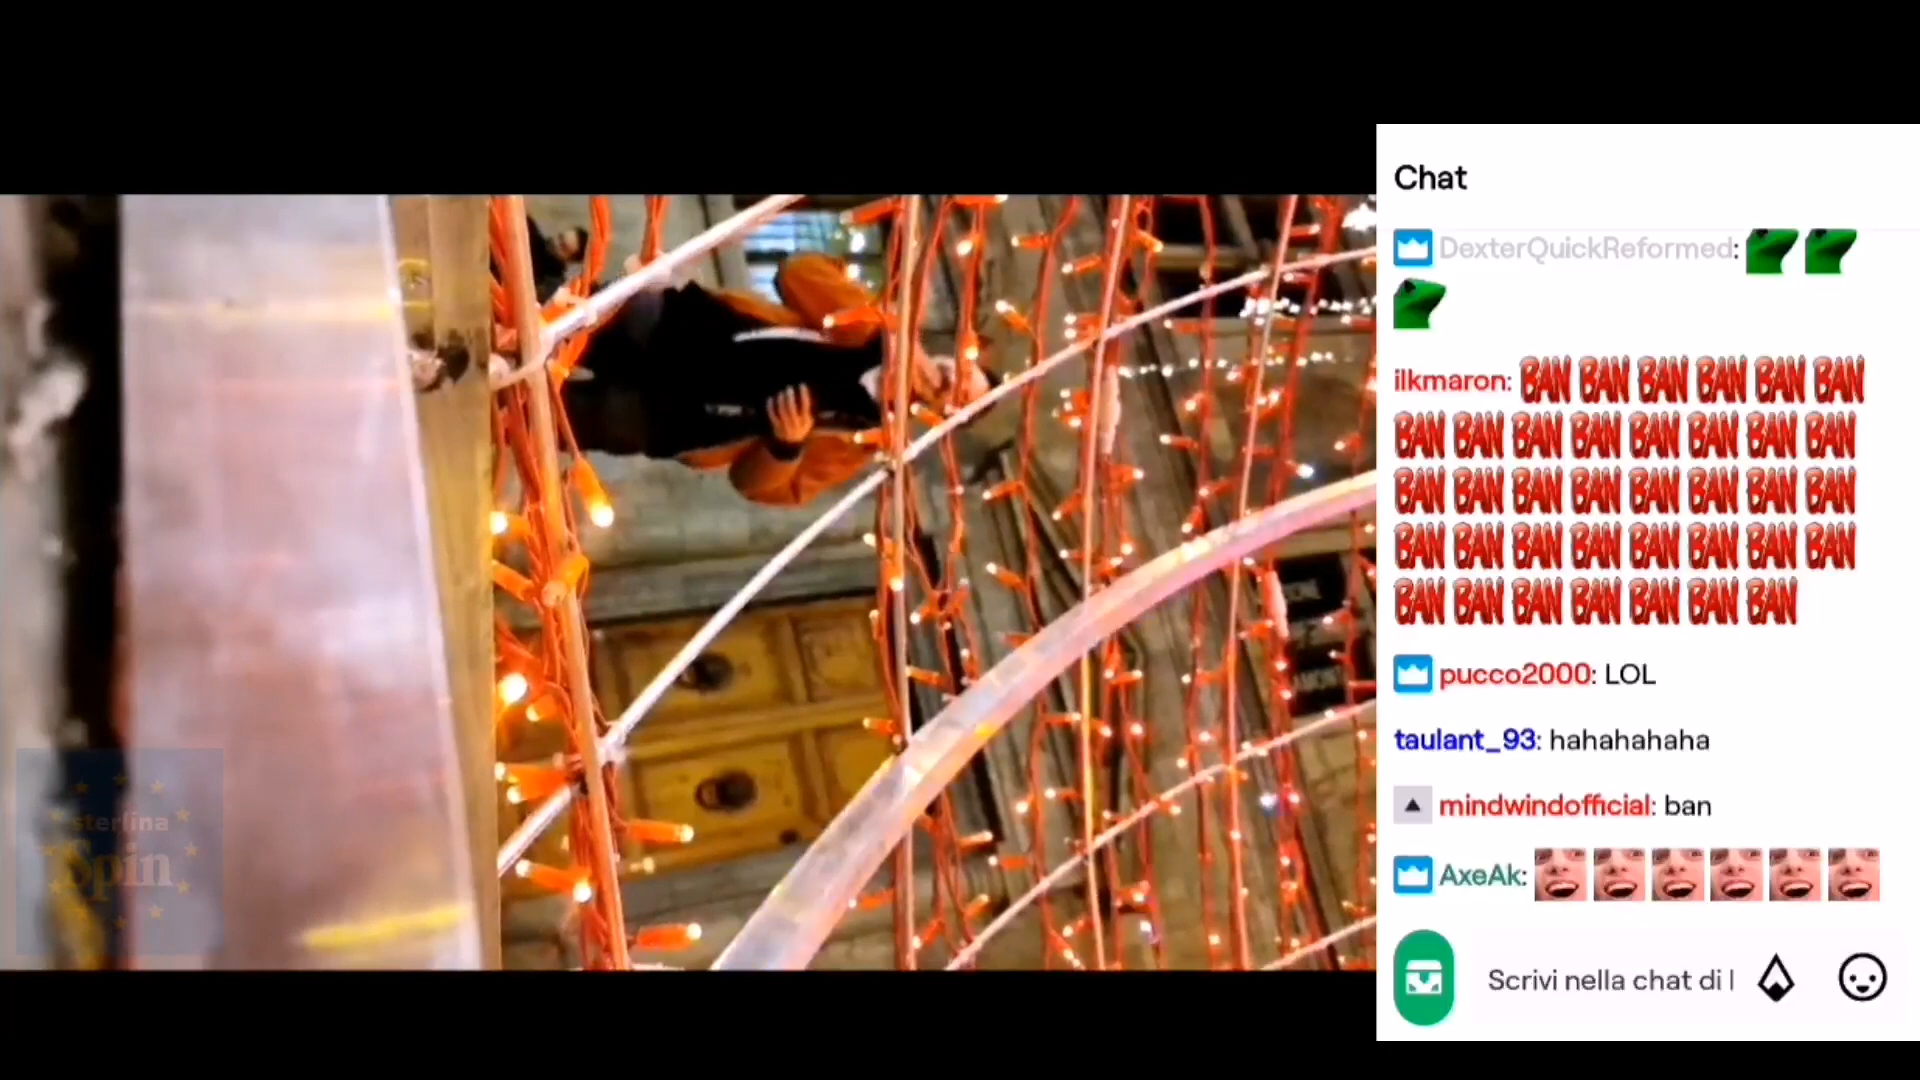 Chat
DexterQuickReformed:
ilkmaron: BAN BAN BAN BAN BAN BAN
BAN BAN BAN BAN BAN BAN BAN BAN
BAN BAN BAN BAN BAN BAN BAN BAN
BAN BAN BAN BAN BAN BAN BAN BAN
BAN BAN BAN BAN BAN BAN BAN
pucco2000: LOL
taulant_93: hahahahaha
mindwindofficial: ban
AxeAk:
Scrivi nella chat di
sterlina
Spin